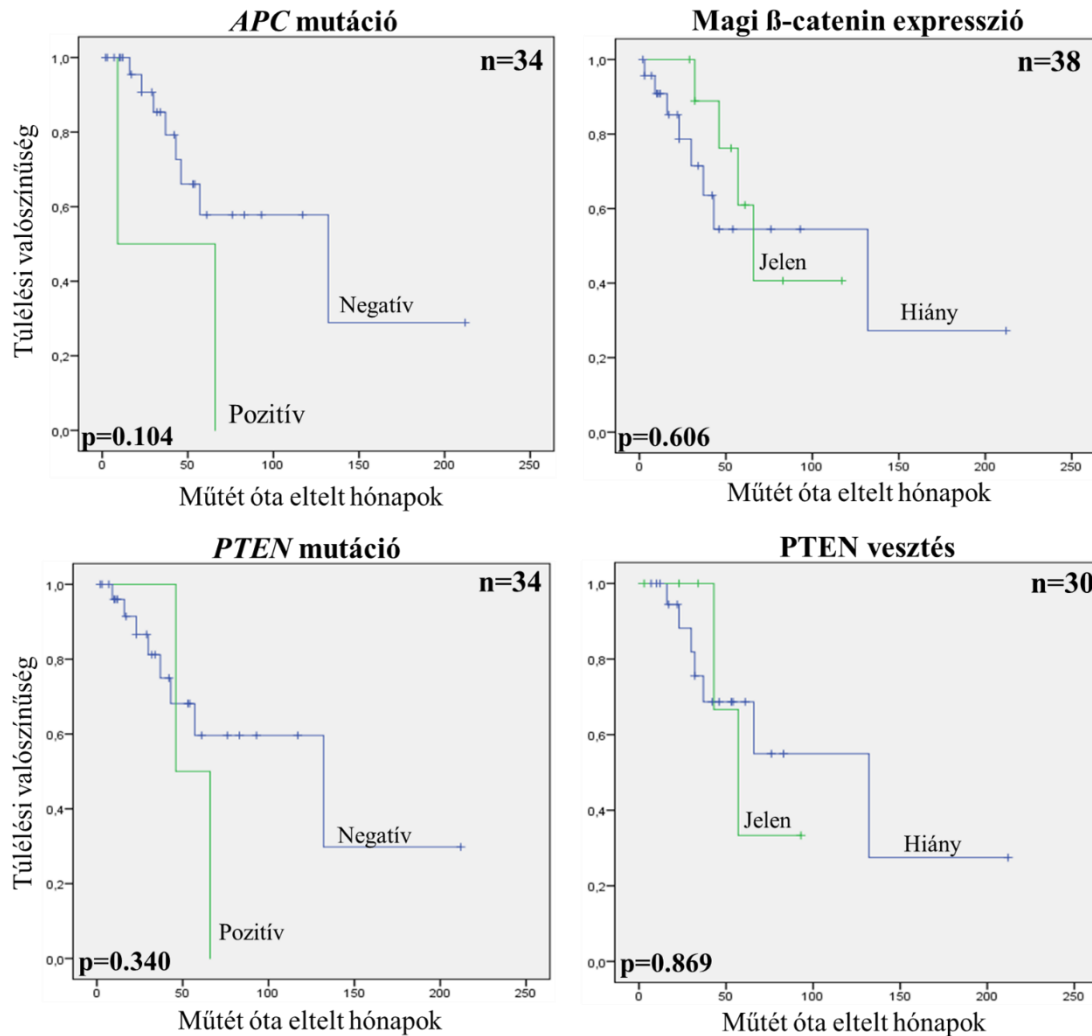 APC mutáció
n=34
Túlélési valószínűség
1,0
0,8
0,6
0,4
0,2
0,0
Negatív
Pozitív
p=0.104
0
50
100
150
200
250
Műtét óta eltelt hónapok
Magi ß-catenin expresszió
n=38
1,0
0,8
0,6
0,4
0,2
0,0
Jelen
Hiány
p=0.606
0
50
100
150
200
250
Műtét óta eltelt hónapok
PTEN mutáció
n=34
Túlélési valószínűség
1,0
0,8
0,6
0,4
0,2
0,0
Negatív
Pozitív
p=0.340
0
50
100
150
200
250
Műtét óta eltelt hónapok
PTEN vesztés
n=30
1,0
0,8
0,6
0,4
0,2
0,0
Jelen
Hiány
p=0.869
0
50
100
150
200
250
Műtét óta eltelt hónapok